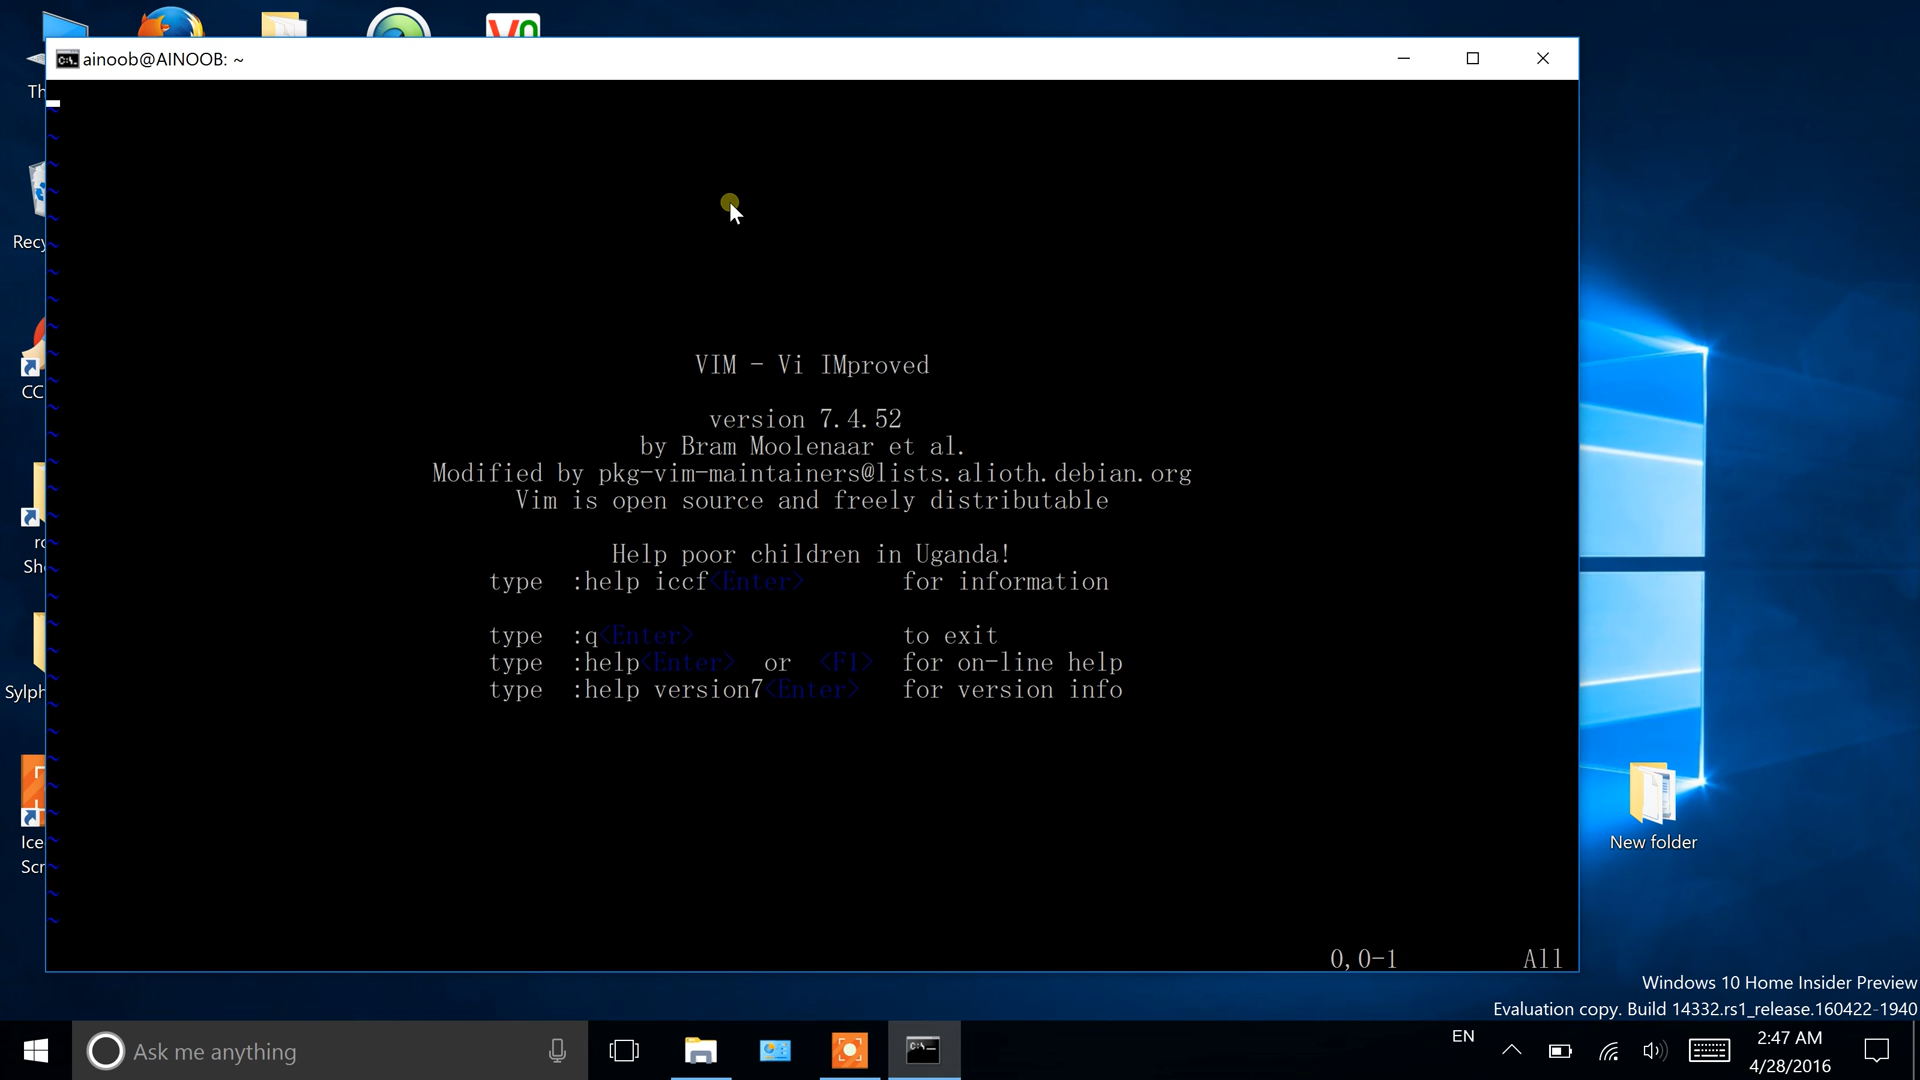 ainoob@AINOOB: ~
Th
Recy
CC
ro
Sh
Sylph
Ice
Scr
VIM - Vi IMproved
version 7.4.52
by Bram Moolenaar et al.
Modified by pkg-vim-maintainers@lists.alioth.debian.org
Vim is open source and freely distributable
Help poor children in Uganda!
type :help iccf<Enter> for information
type :q<Enter> to exit
type :help<Enter> or <F1> for on-line help
type :help version7<Enter> for version info
0,0-1 All
New folder
Windows 10 Home Insider Preview
Evaluation copy. Build 14332.rs1_release.160422-1940
Ask me anything
EN
2:47 AM
4/28/2016